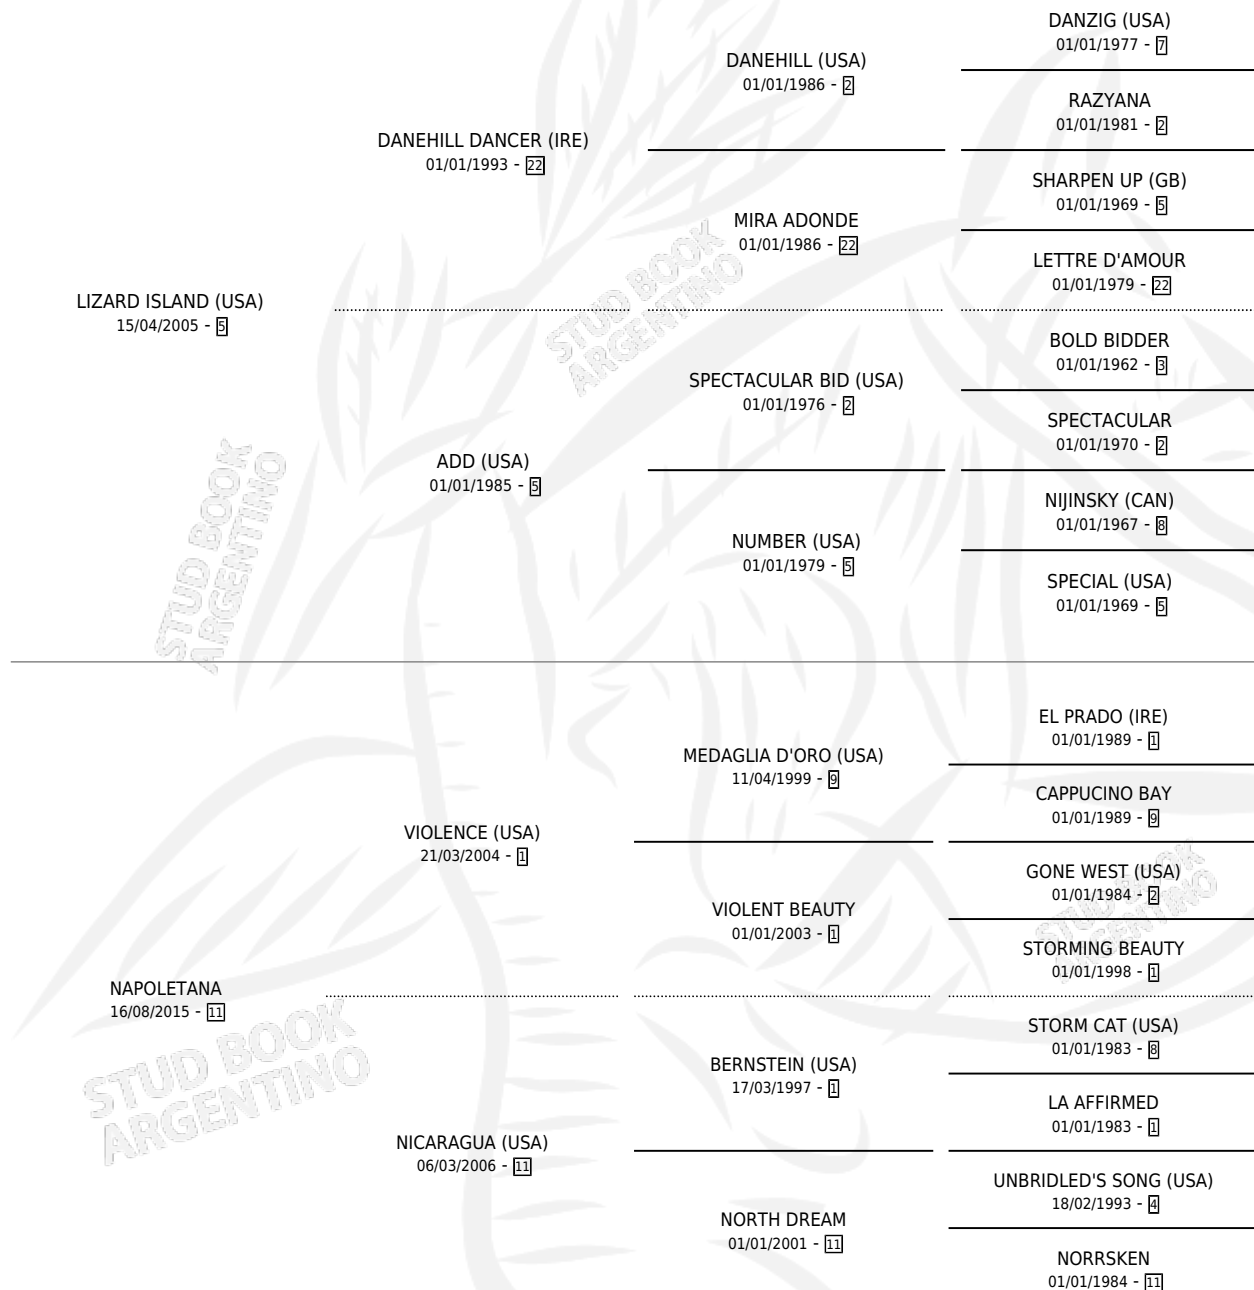 DANZIG (USA)
01/01/1977 - 7
DANEHILL (USA)
01/01/1986 - 2
RAZYANA
01/01/1981 - 2
DANEHILL DANCER (IRE)
01/01/1993 - 22
SHARPEN UP (GB)
01/01/1969 - 5
MIRA ADONDE
01/01/1986 - 22
LETTRE D'AMOUR
01/01/1979 - 22
LIZARD ISLAND (USA)
15/04/2005 - 5
STUD BOOK
ARGENTINO
BOLD BIDDER
01/01/1962 - 3
SPECTACULAR BID (USA)
01/01/1976 - 2
SPECTACULAR
01/01/1970 - 2
ADD (USA)
01/01/1985 - 5
NIJINSKY (CAN)
01/01/1967 - 8
NUMBER (USA)
01/01/1979 - 5
SPECIAL (USA)
01/01/1969 - 5
STUD BOOK
ARGENTINO
EL PRADO (IRE)
01/01/1989 - 1
MEDAGLIA D'ORO (USA)
11/04/1999 - 9
CAPPUCINO BAY
01/01/1989 - 9
VIOLENCE (USA)
21/03/2004 - 1
GONE WEST (USA)
01/01/1984 - 2
STUD BOOK
ARGENTINO
VIOLENT BEAUTY
01/01/2003 - 1
STORMING BEAUTY
01/01/1998 - 1
NAPOLETANA
16/08/2015 - 11
STUD BOOK
ARGENTINO
STORM CAT (USA)
01/01/1983 - 8
BERNSTEIN (USA)
17/03/1997 - 1
LA AFFIRMED
01/01/1983 - 1
NICARAGUA (USA)
06/03/2006 - 11
UNBRIDLED'S SONG (USA)
18/02/1993 - 4
NORTH DREAM
01/01/2001 - 11
NORRSKEN
01/01/1984 - 11